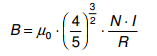 B = μ₀ · (4/5)^(3/2) · N · I / R